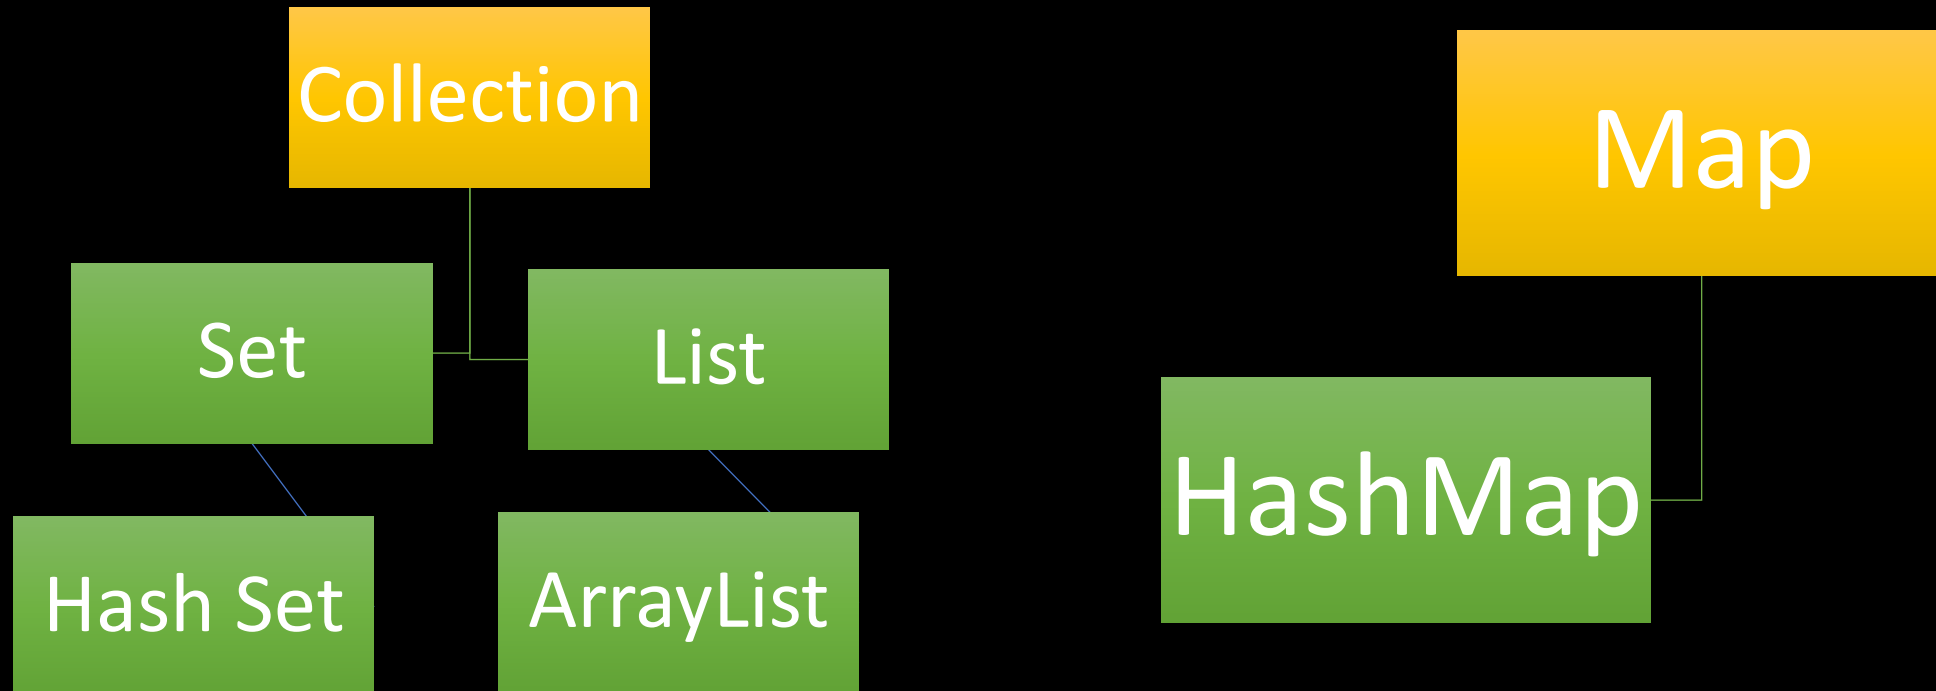 Collection
Map
Set
List
HashMap
Hash Set
ArrayList